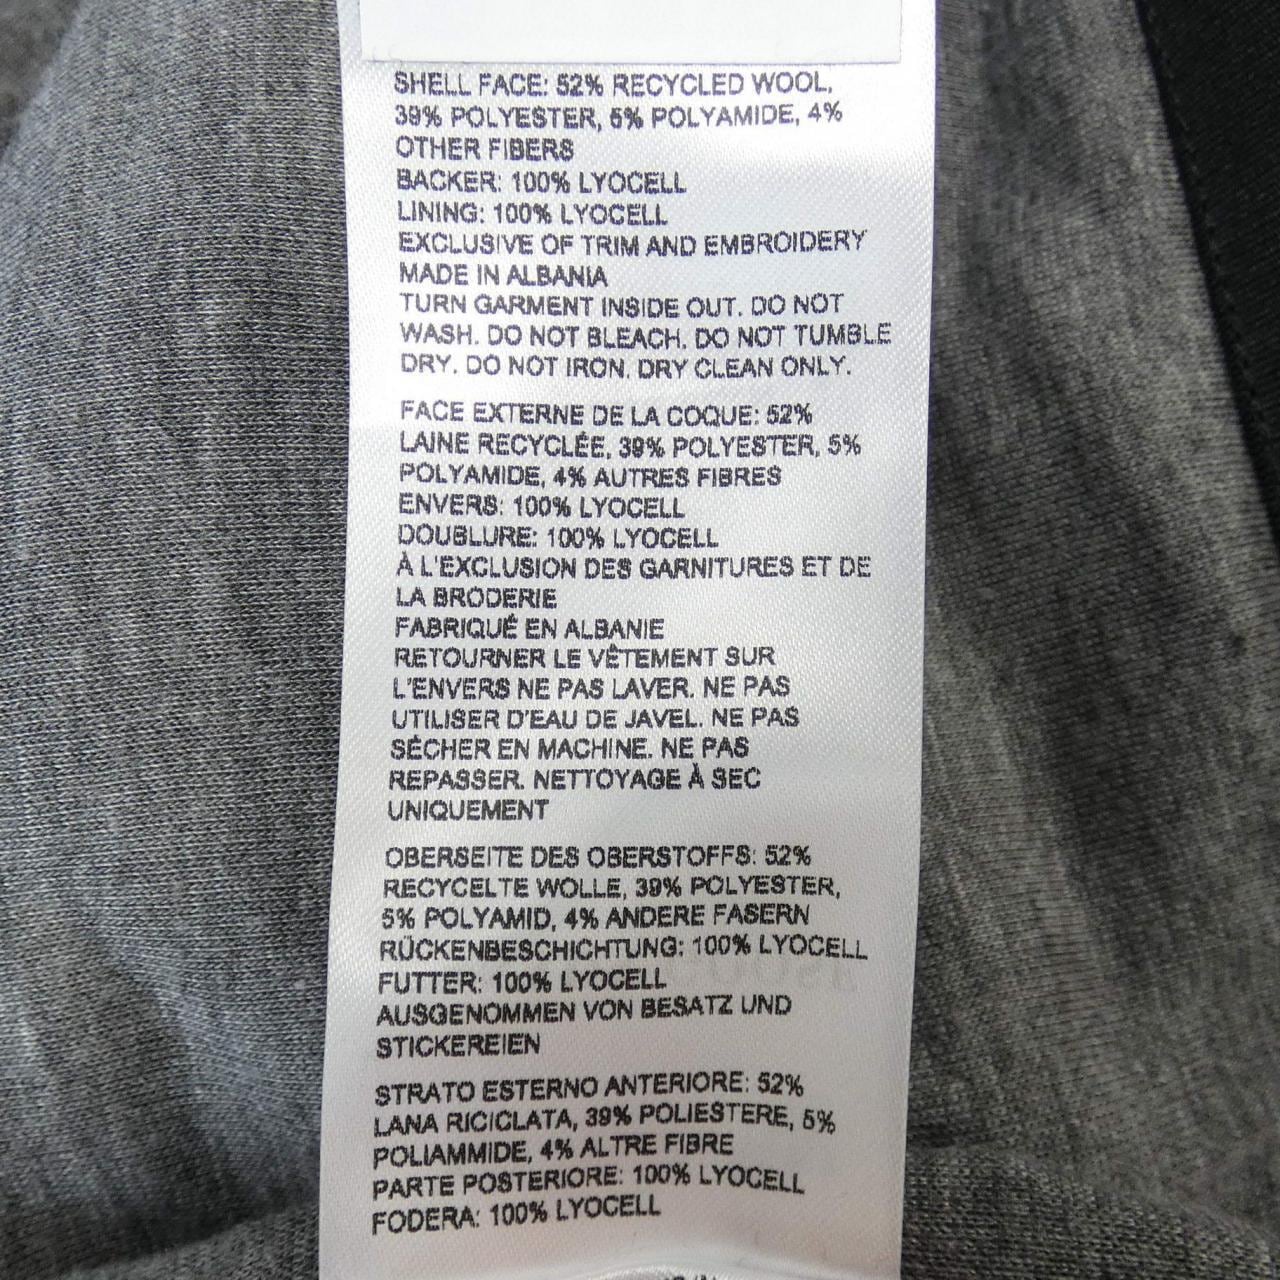 SHELL FACE: 52% RECYCLED WOOL,
39% POLYESTER, 5% POLYAMIDE, 4%
OTHER FIBERS
BACKER: 100% LYOCELL
LINING: 100% LYOCELL
EXCLUSIVE OF TRIM AND EMBROIDERY
MADE IN ALBANIA
TURN GARMENT INSIDE OUT. DO NOT
WASH. DO NOT BLEACH. DO NOT TUMBLE
DRY. DO NOT IRON. DRY CLEAN ONLY.
FACE EXTERNE DE LA COQUE: 52%
LAINE RECYCLÉE, 39% POLYESTER, 5%
POLYAMIDE, 4% AUTRES FIBRES
ENVERS: 100% LYOCELL
DOUBLURE: 100% LYOCELL
À L'EXCLUSION DES GARNITURES ET DE
LA BRODERIE
FABRIQUÉ EN ALBANIE
RETOURNER LE VÊTEMENT SUR
L'ENVERS NE PAS LAVER. NE PAS
UTILISER D'EAU DE JAVEL. NE PAS
SÉCHER EN MACHINE. NE PAS
REPASSER. NETTOYAGE À SEC
UNIQUEMENT
OBERSEITE DES OBERSTOFFS: 52%
RECYCELTE WOLLE, 39% POLYESTER,
5% POLYAMID, 4% ANDERE FASERN
RÜCKENBESCHICHTUNG: 100% LYOCELL
FUTTER: 100% LYOCELL
AUSGENOMMEN VON BESATZ UND
STICKEREIEN
STRATO ESTERNO ANTERIORE: 52%
LANA RICICLATA, 39% POLIESTERE, 5%
POLIAMMIDE, 4% ALTRE FIBRE
PARTE POSTERIORE: 100% LYOCELL
FODERA: 100% LYOCELL